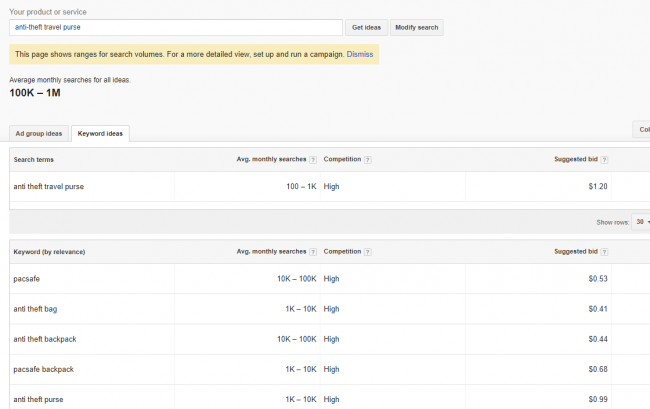 Your product or service
anti-theft travel purse Get ideas Modify search
This page shows ranges for search volumes. For a more detailed view, set up and run a campaign. Dismiss
Average monthly searches for all ideas.
100K – 1M
Ad group ideas Keyword ideas Col
Search terms Avg. monthly searches ? Competition ? Suggested bid ?
anti theft travel purse 100 – 1K High $1.20
Show rows: 30
Keyword (by relevance) Avg. monthly searches ? Competition ? Suggested bid ?
pacsafe 10K – 100K High $0.53
anti theft bag 1K – 10K High $0.41
anti theft backpack 10K – 100K High $0.44
pacsafe backpack 1K – 10K High $0.68
anti theft purse 1K – 10K High $0.99